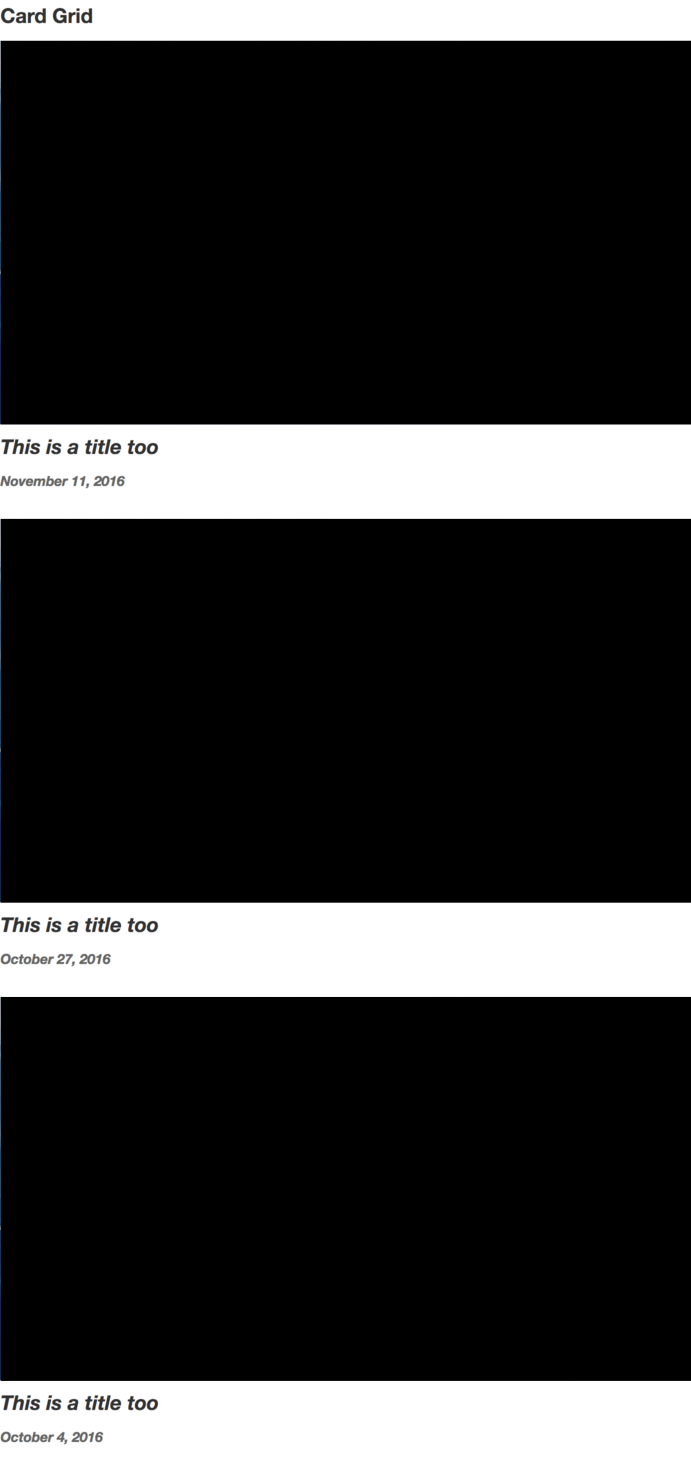 Card Grid
This is a title too
November 11, 2016
This is a title too
October 27, 2016
This is a title too
October 4, 2016